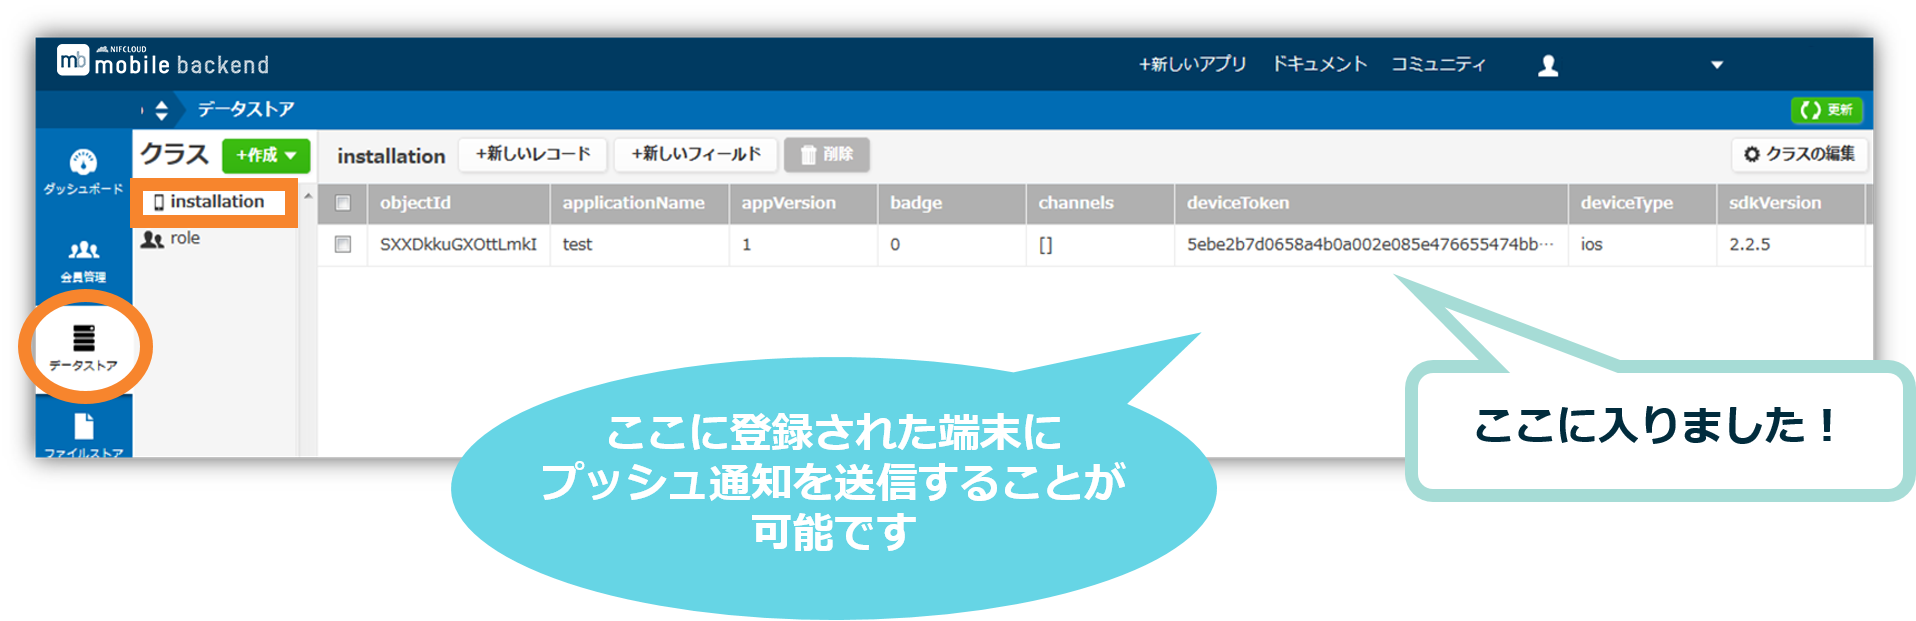 mb NIFCLOUD
mobile backend
+新しいアプリ ドキュメント コミュニティ
データストア
更新
ダッシュボード
会員管理
データストア
ファイルストア
クラス +作成
installation
role
installation +新しいレコード +新しいフィールド 削除 クラスの編集
objectId applicationName appVersion badge channels deviceToken deviceType sdkVersion
SXXDkkuGXOttLmkI test 1 0 [] 5ebe2b7d0658a4b0a002e085e476655474bb… ios 2.2.5
ここに登録された端末に
プッシュ通知を送信することが
可能です
ここに入りました！